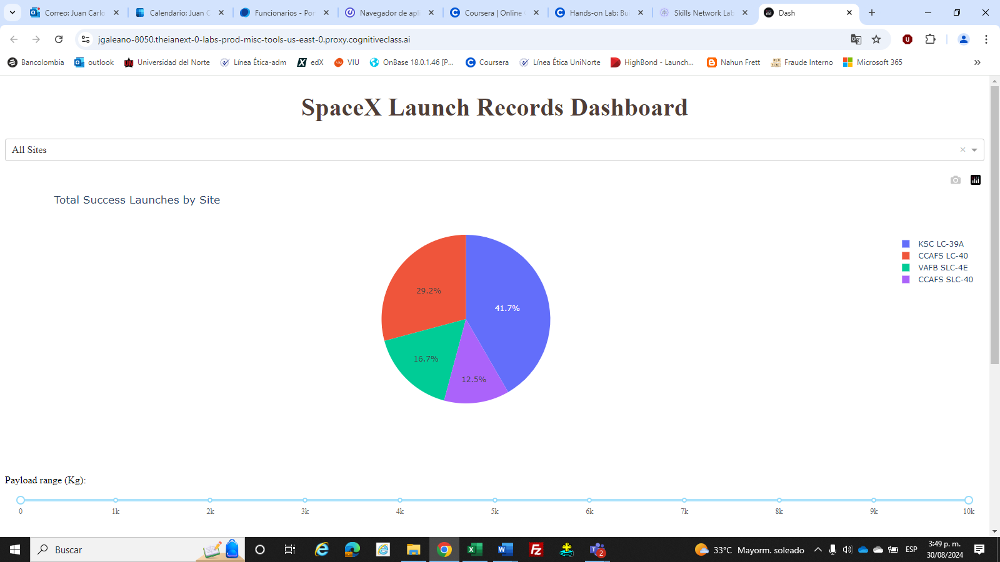 Correo: Juan Carlo
Calendario: Juan C
Funcionarios - Por
Navegador de apl
Coursera | Online
Hands-on Lab: Bu
Skills Network Lab
Dash
jgaleano-8050.theianext-0-labs-prod-misc-tools-us-east-0.proxy.cognitiveclass.ai
Bancolombia
outlook
Universidad del Norte
Línea Ética-adm
edX
VIU
OnBase 18.0.1.46 [P...
Coursera
Línea Ética UniNorte
HighBond - Launch...
Nahun Frett
Fraude Interno
Microsoft 365
SpaceX Launch Records Dashboard
All Sites
Total Success Launches by Site
KSC LC-39A
CCAFS LC-40
VAFB SLC-4E
CCAFS SLC-40
29.2%
41.7%
16.7%
12.5%
Payload range (Kg):
0
1k
2k
3k
4k
5k
6k
7k
8k
9k
10k
Buscar
2
33°C Mayorm. soleado
ESP
3:49 p. m.
30/08/2024